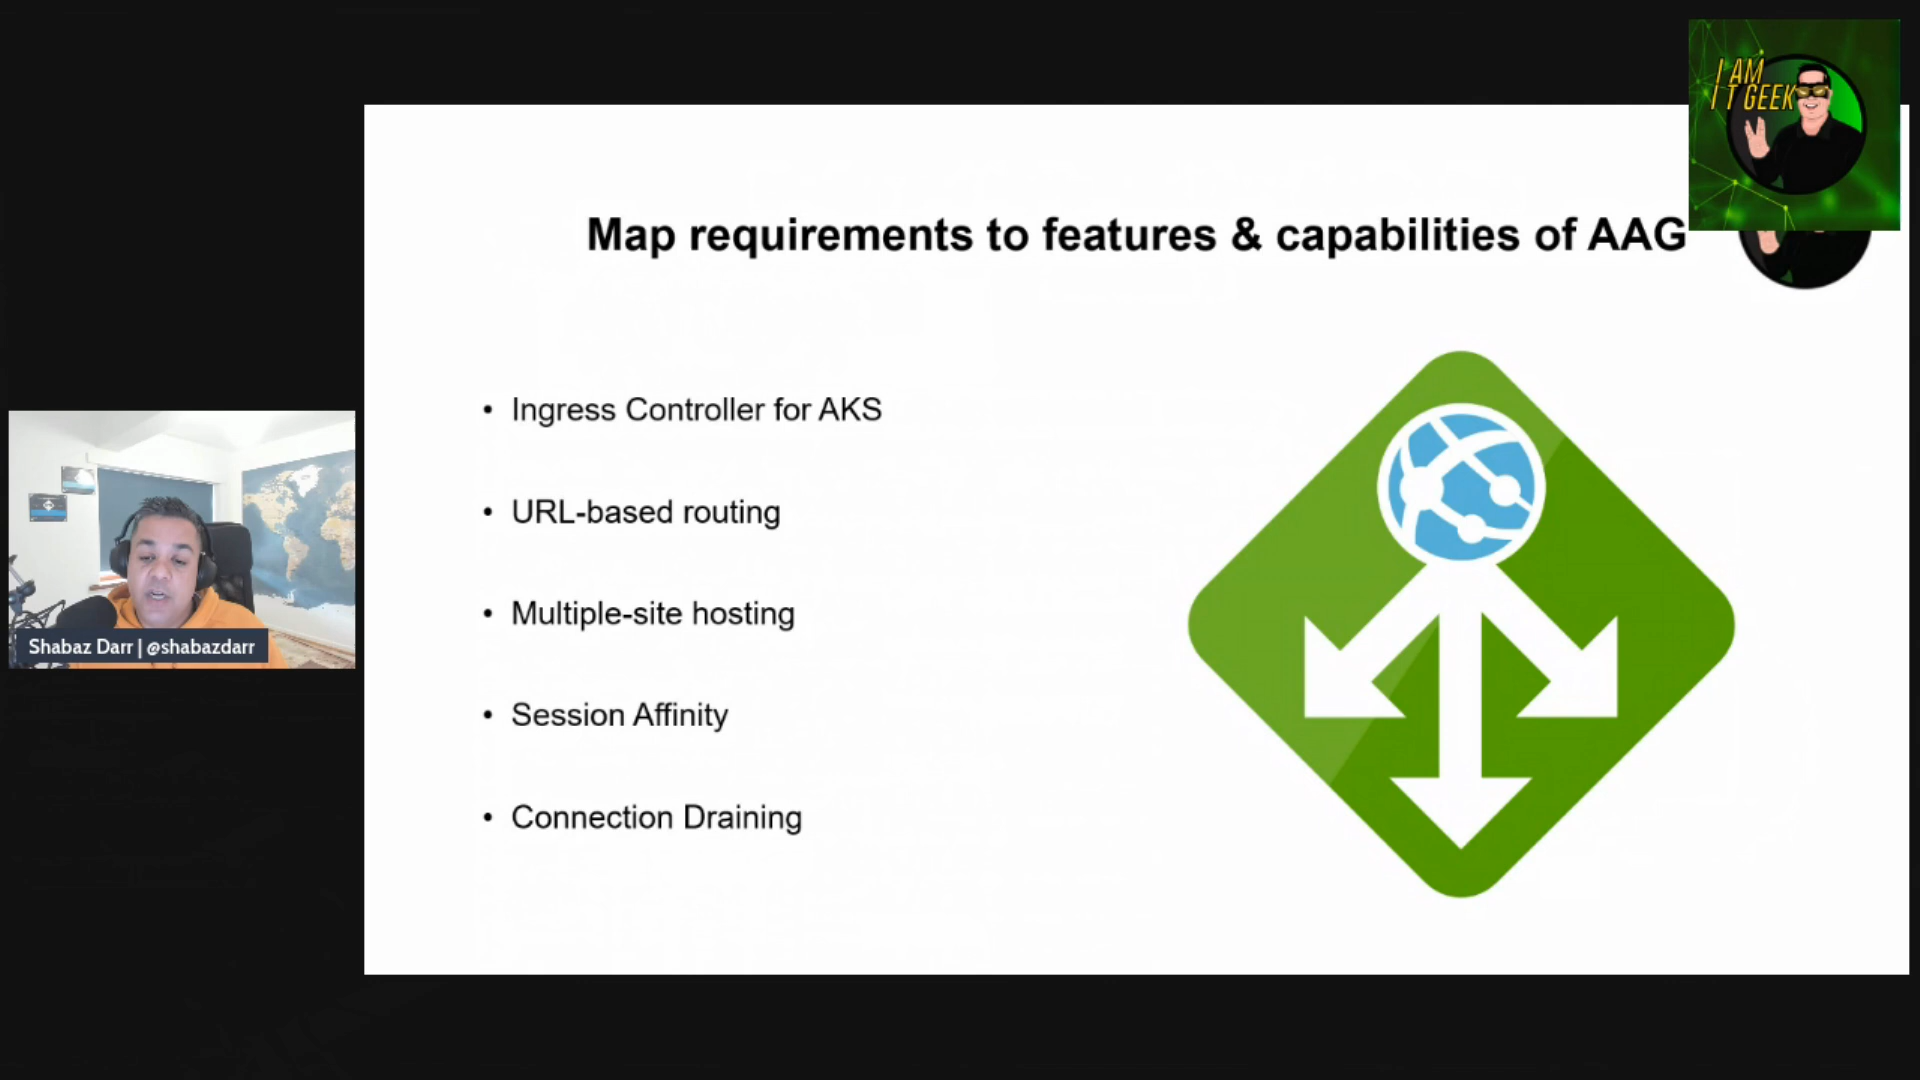 I AM
I T GEEK
Map requirements to features & capabilities of AAG
• Ingress Controller for AKS
• URL-based routing
• Multiple-site hosting
• Session Affinity
• Connection Draining
Shabaz Darr | @shabazdarr